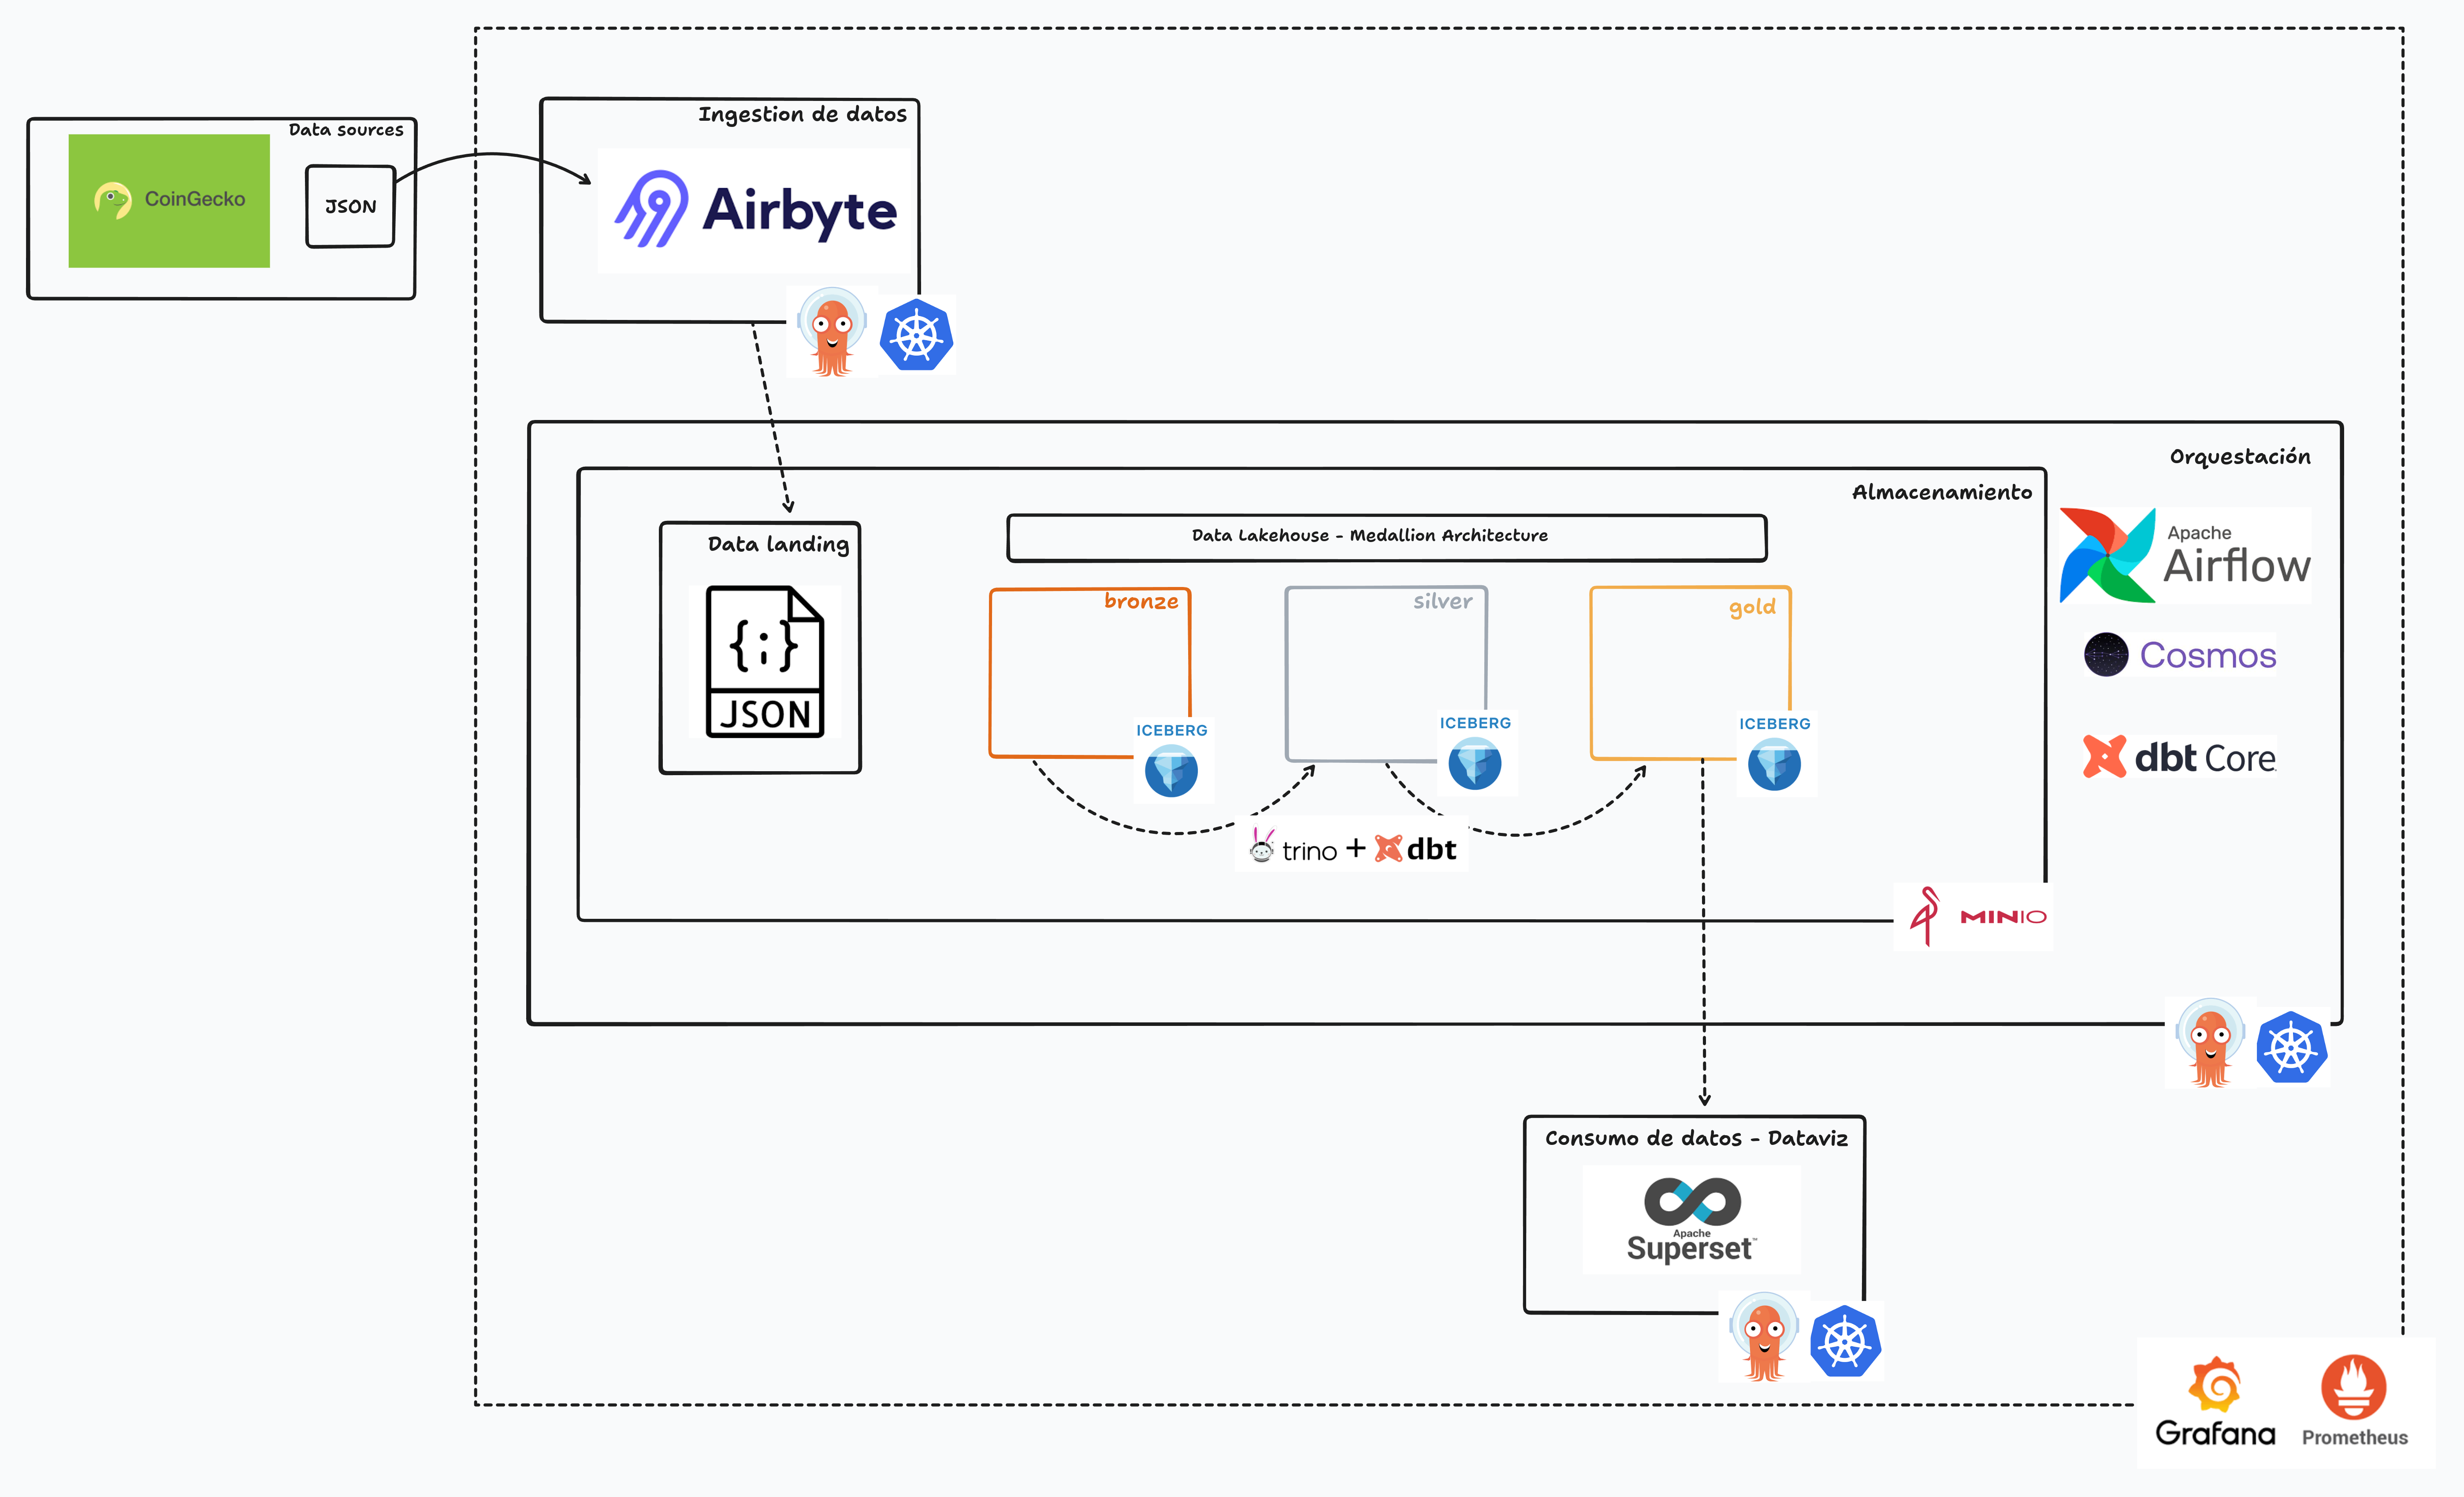 Data sources
CoinGecko
JSON
Ingestion de datos
Airbyte
Orquestación
Almacenamiento
Data landing
{;}
JSON
Data Lakehouse - Medallion Architecture
bronze
ICEBERG
silver
ICEBERG
gold
ICEBERG
trino + dbt
Apache
Airflow
Cosmos
dbt Core
MINIO
Consumo de datos - Dataviz
Apache
Superset™
Grafana
Prometheus